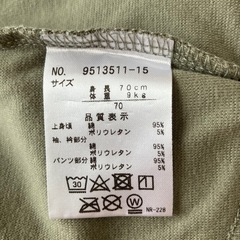 NO. 9513511-15
サイズ
身長 70cm
体重 9kg
70
品質表示
上身頃 綿 95%
ポリウレタン 5%
袖、衿部分
綿 95%
ポリウレタン 5%
パンツ部分 綿 95%
ポリウレタン 5%
30
W
NR-228